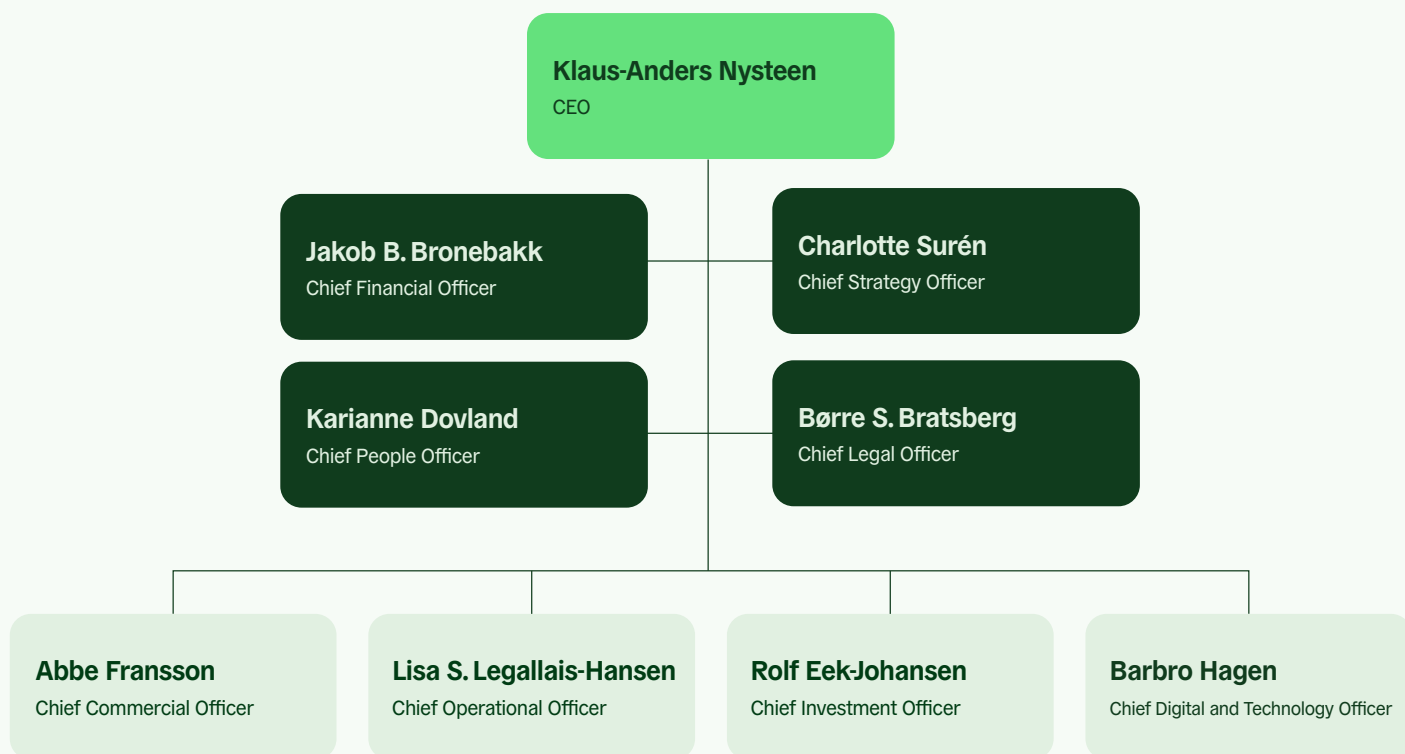 Klaus-Anders Nysteen
CEO
Jakob B. Bronebakk
Chief Financial Officer
Charlotte Surén
Chief Strategy Officer
Karianne Dovland
Chief People Officer
Børre S. Bratsberg
Chief Legal Officer
Abbe Fransson
Chief Commercial Officer
Lisa S. Legallais-Hansen
Chief Operational Officer
Rolf Eek-Johansen
Chief Investment Officer
Barbro Hagen
Chief Digital and Technology Officer